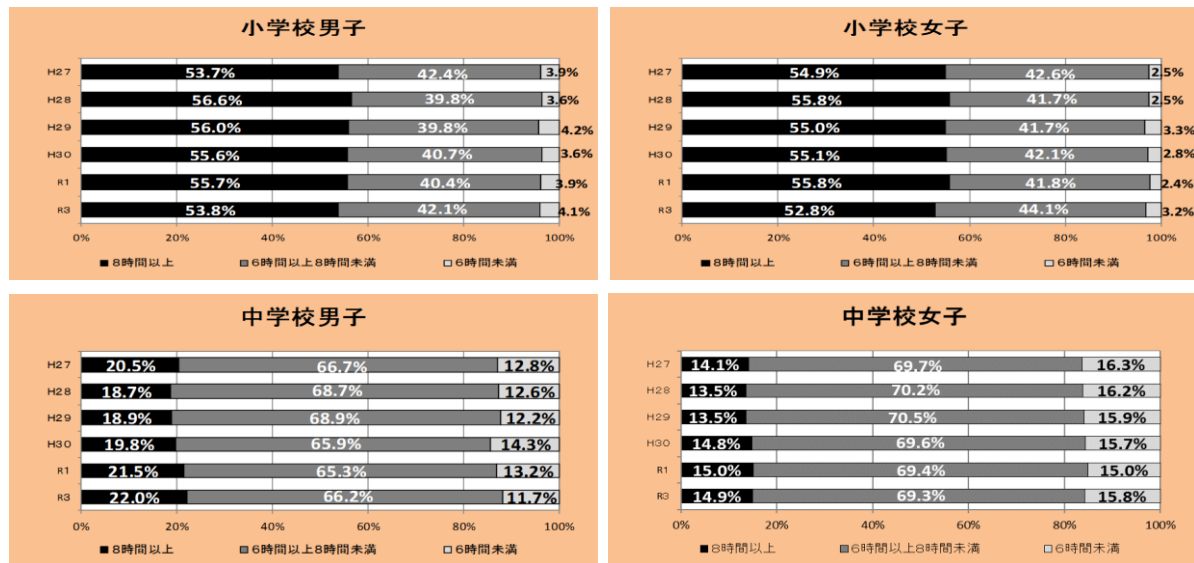 小学校男子
H27 53.7% 42.4% 3.9%
H28 56.6% 39.8% 3.6%
H29 56.0% 39.8% 4.2%
H30 55.6% 40.7% 3.6%
R1 55.7% 40.4% 3.9%
R3 53.8% 42.1% 4.1%
0% 20% 40% 60% 80% 100%
8時間以上 6時間以上8時間未満 6時間未満
小学校女子
H27 54.9% 42.6% 2.5%
H28 55.8% 41.7% 2.5%
H29 55.0% 41.7% 3.3%
H30 55.1% 42.1% 2.8%
R1 55.8% 41.8% 2.4%
R3 52.8% 44.1% 3.2%
0% 20% 40% 60% 80% 100%
8時間以上 6時間以上8時間未満 6時間未満
中学校男子
H27 20.5% 66.7% 12.8%
H28 18.7% 68.7% 12.6%
H29 18.9% 68.9% 12.2%
H30 19.8% 65.9% 14.3%
R1 21.5% 65.3% 13.2%
R3 22.0% 66.2% 11.7%
0% 20% 40% 60% 80% 100%
8時間以上 6時間以上8時間未満 6時間未満
中学校女子
H27 14.1% 69.7% 16.3%
H28 13.5% 70.2% 16.2%
H29 13.5% 70.5% 15.9%
H30 14.8% 69.6% 15.7%
R1 15.0% 69.4% 15.0%
R3 14.9% 69.3% 15.8%
0% 20% 40% 60% 80% 100%
8時間以上 6時間以上8時間未満 6時間未満